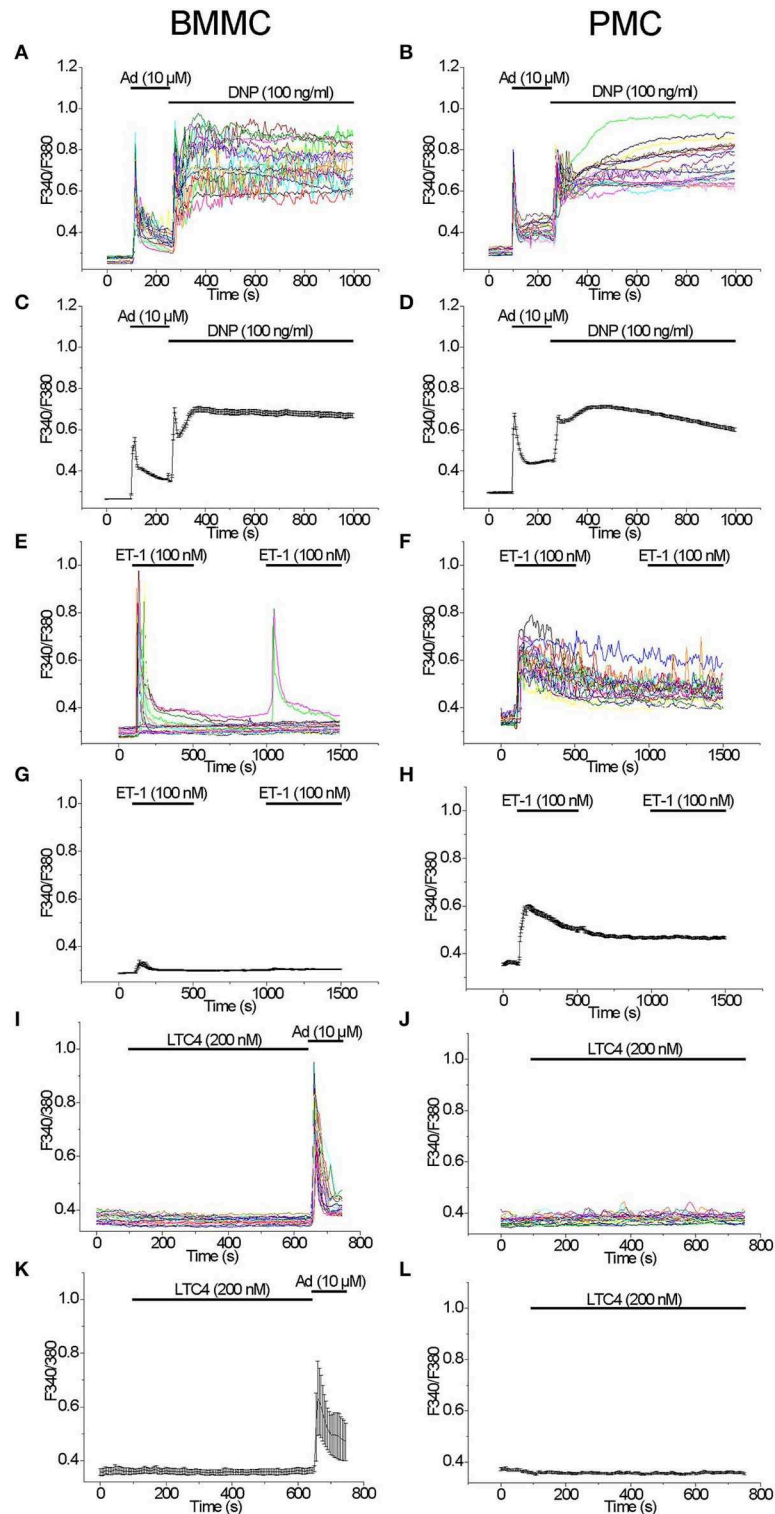 BMMC PMC
A B
1.2 1.2
Ad (10 µM) Ad (10 µM)
DNP (100 ng/ml) DNP (100 ng/ml)
1.0 1.0
F340/F380 F340/F380
0.8 0.8
0.6 0.6
0.4 0.4
0 200 400 600 800 1000 0 200 400 600 800 1000
Time (s) Time (s)
C D
1.2 1.2
Ad (10 µM) Ad (10 µM)
DNP (100 ng/ml) DNP (100 ng/ml)
1.0 1.0
F340/F380 F340/F380
0.8 0.8
0.6 0.6
0.4 0.4
0 200 400 600 800 1000 0 200 400 600 800 1000
Time (s) Time (s)
E F
ET-1 (100 nM) ET-1 (100 nM) ET-1 (100 nM) ET-1 (100 nM)
1.0 1.0
F340/F380 F340/F380
0.8 0.8
0.6 0.6
0.4 0.4
0 500 1000 1500 0 500 1000 1500
Time (s) Time (s)
G H
ET-1 (100 nM) ET-1 (100 nM) ET-1 (100 nM) ET-1 (100 nM)
1.0 1.0
F340/F380 F340/F380
0.8 0.8
0.6 0.6
0.4 0.4
0 500 1000 1500 0 500 1000 1500
Time (s) Time (s)
I J
Ad (10 µM)
LTC4 (200 nM) LTC4 (200 nM)
1.0 1.0
F340/380 F340/F380
0.8 0.8
0.6 0.6
0.4 0.4
0 200 400 600 800 0 200 400 600 800
Time (s) Time (s)
K L
Ad (10 µM)
LTC4 (200 nM) LTC4 (200 nM)
1.0 1.0
F340/380 F340/F380
0.8 0.8
0.6 0.6
0.4 0.4
0 200 400 600 800 0 200 400 600 800
Time (s) Time (s)